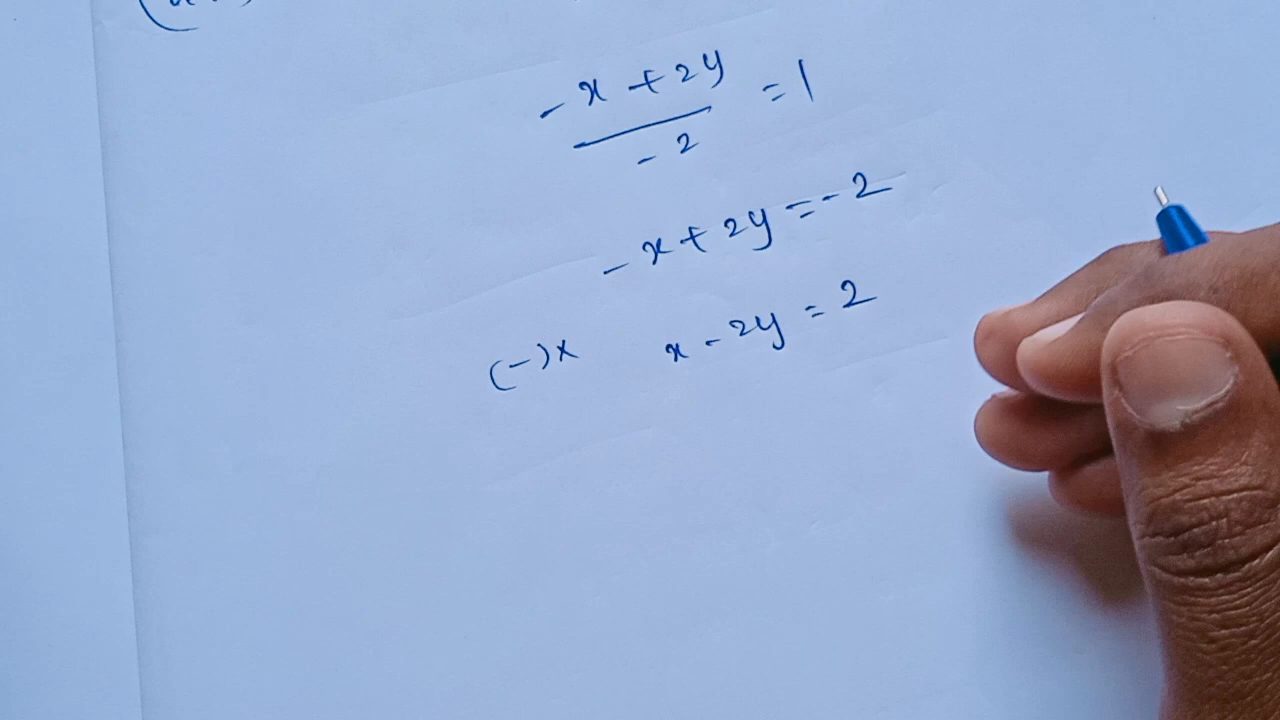 -x + 2y = 1
-2
-x + 2y = -2
(-)x x - 2y = 2